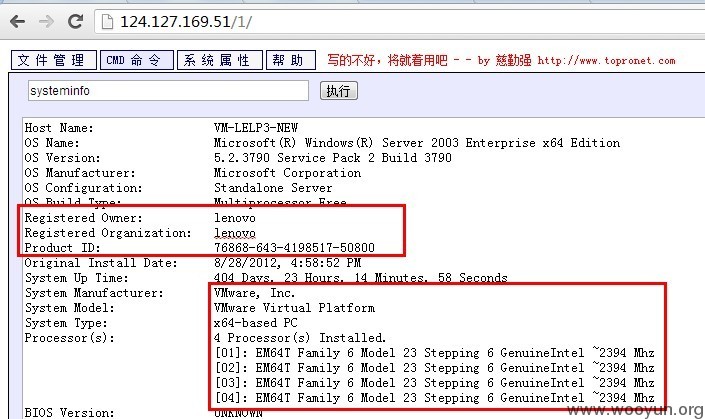 124.127.169.51/1/
文件管理 CMD 命令 系统属性 帮助 写的不好，将就着用吧 - - by 慈勤强 http://www.topronet.com
systeminfo 执行
Host Name: VM-LELP3-NEW
OS Name: Microsoft(R) Windows(R) Server 2003 Enterprise x64 Edition
OS Version: 5.2.3790 Service Pack 2 Build 3790
OS Manufacturer: Microsoft Corporation
OS Configuration: Standalone Server
OS Build Type: Multiprocessor Free
Registered Owner: lenovo
Registered Organization: lenovo
Product ID: 76868-643-4198517-50800
Original Install Date: 8/28/2012, 4:58:52 PM
System Up Time: 404 Days, 23 Hours, 14 Minutes, 58 Seconds
System Manufacturer: VMware, Inc.
System Model: VMware Virtual Platform
System Type: x64-based PC
Processor(s): 4 Processor(s) Installed.
[01]: EM64T Family 6 Model 23 Stepping 6 GenuineIntel ~2394 Mhz
[02]: EM64T Family 6 Model 23 Stepping 6 GenuineIntel ~2394 Mhz
[03]: EM64T Family 6 Model 23 Stepping 6 GenuineIntel ~2394 Mhz
[04]: EM64T Family 6 Model 23 Stepping 6 GenuineIntel ~2394 Mhz
BIOS Version: UNKNOWN
www.wooyun.org